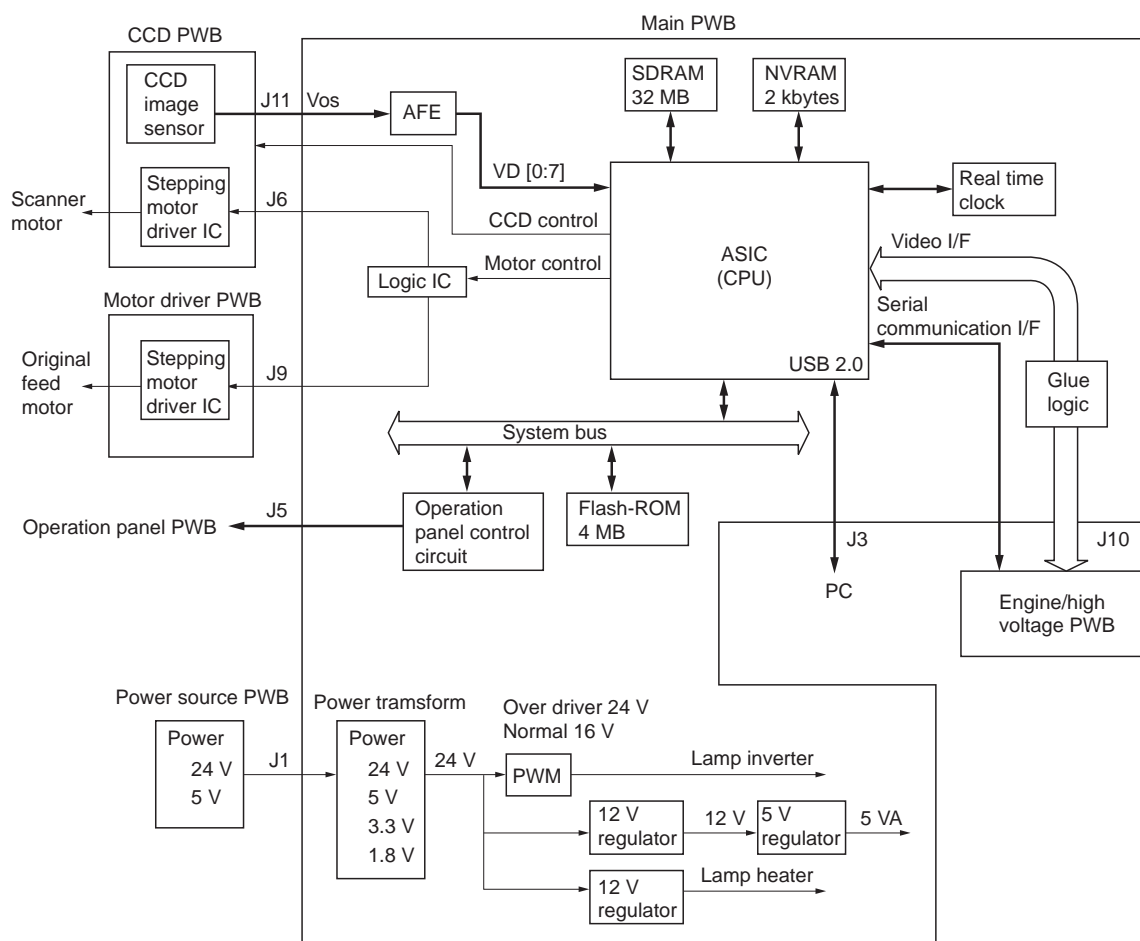 Main PWB
CCD PWB
CCD
image
sensor
J11
Vos
AFE
SDRAM
32 MB
NVRAM
2 kbytes
VD [0:7]
Real time
clock
Scanner
motor
Stepping
motor
driver IC
J6
CCD control
Motor control
Logic IC
ASIC
(CPU)
USB 2.0
Video I/F
Serial
communication I/F
Glue
logic
Motor driver PWB
Original
feed
motor
Stepping
motor
driver IC
J9
System bus
Operation panel PWB
J5
Operation
panel control
circuit
Flash-ROM
4 MB
J3
PC
J10
Engine/high
voltage PWB
Power source PWB
Power
24 V
5 V
J1
Power tramsform
Power
24 V
5 V
3.3 V
1.8 V
24 V
Over driver 24 V
Normal 16 V
PWM
Lamp inverter
12 V
regulator
12 V
5 V
regulator
5 VA
12 V
regulator
Lamp heater